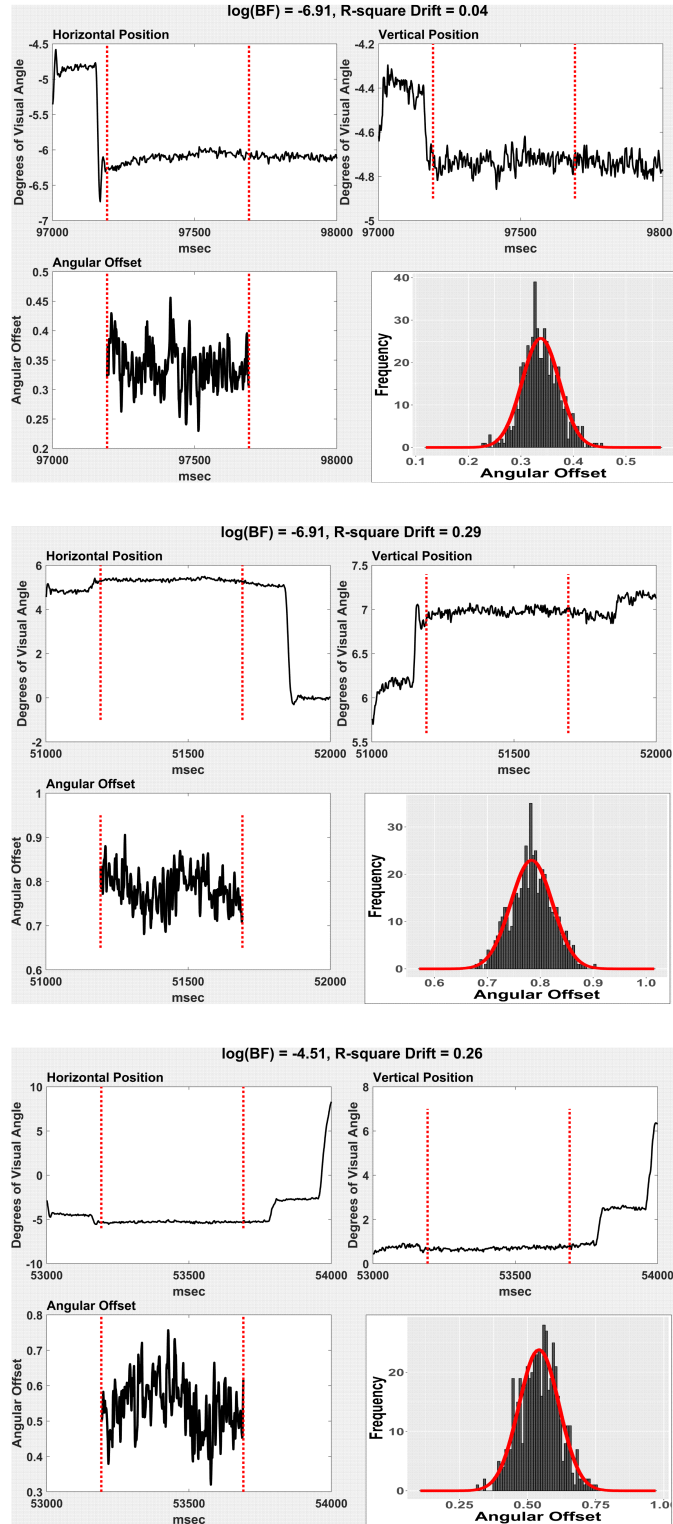 log(BF) = -6.91, R-square Drift = 0.04
Horizontal Position
Vertical Position
Degrees of Visual Angle
-4.5
-5
-5.5
-6
-6.5
-7
97000
97500
98000
msec
Degrees of Visual Angle
-4.2
-4.4
-4.6
-4.8
-5
97000
97500
9800
msec
Angular Offset
Angular Offset
0.5
0.45
0.4
0.35
0.3
0.25
0.2
97000
97500
98000
msec
Frequency
40
30
20
10
0
0.1
0.2
0.3
0.4
0.5
Angular Offset
log(BF) = -6.91, R-square Drift = 0.29
Horizontal Position
Vertical Position
Degrees of Visual Angle
6
4
2
0
-2
51000
51500
52000
msec
Degrees of Visual Angle
7.5
7
6.5
6
5.5
51000
51500
52000
msec
Angular Offset
Angular Offset
1
0.9
0.8
0.7
0.6
51000
51500
52000
msec
Frequency
30
20
10
0
0.6
0.7
0.8
0.9
1.0
Angular Offset
log(BF) = -4.51, R-square Drift = 0.26
Horizontal Position
Vertical Position
Degrees of Visual Angle
10
5
0
-5
-10
53000
53500
54000
msec
Degrees of Visual Angle
8
6
4
2
0
53000
53500
54000
msec
Angular Offset
Angular Offset
0.8
0.7
0.6
0.5
0.4
0.3
53000
53500
54000
msec
Frequency
20
10
0
0.25
0.50
0.75
1.0
Angular Offset